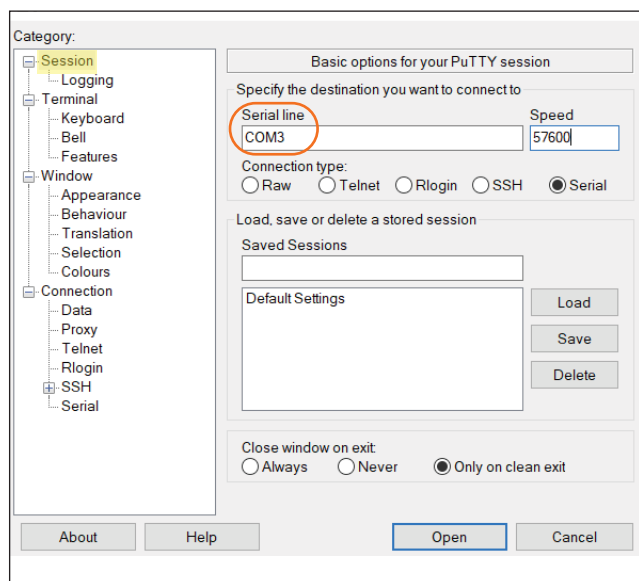 Category:
Session
Logging
Terminal
Keyboard
Bell
Features
Window
Appearance
Behaviour
Translation
Selection
Colours
Connection
Data
Proxy
Telnet
Rlogin
SSH
Serial
Basic options for your PuTTY session
Specify the destination you want to connect to
Serial line Speed
COM3 57600
Connection type:
Raw Telnet Rlogin SSH Serial
Load, save or delete a stored session
Saved Sessions
Default Settings
Load
Save
Delete
Close window on exit:
Always Never Only on clean exit
About Help Open Cancel